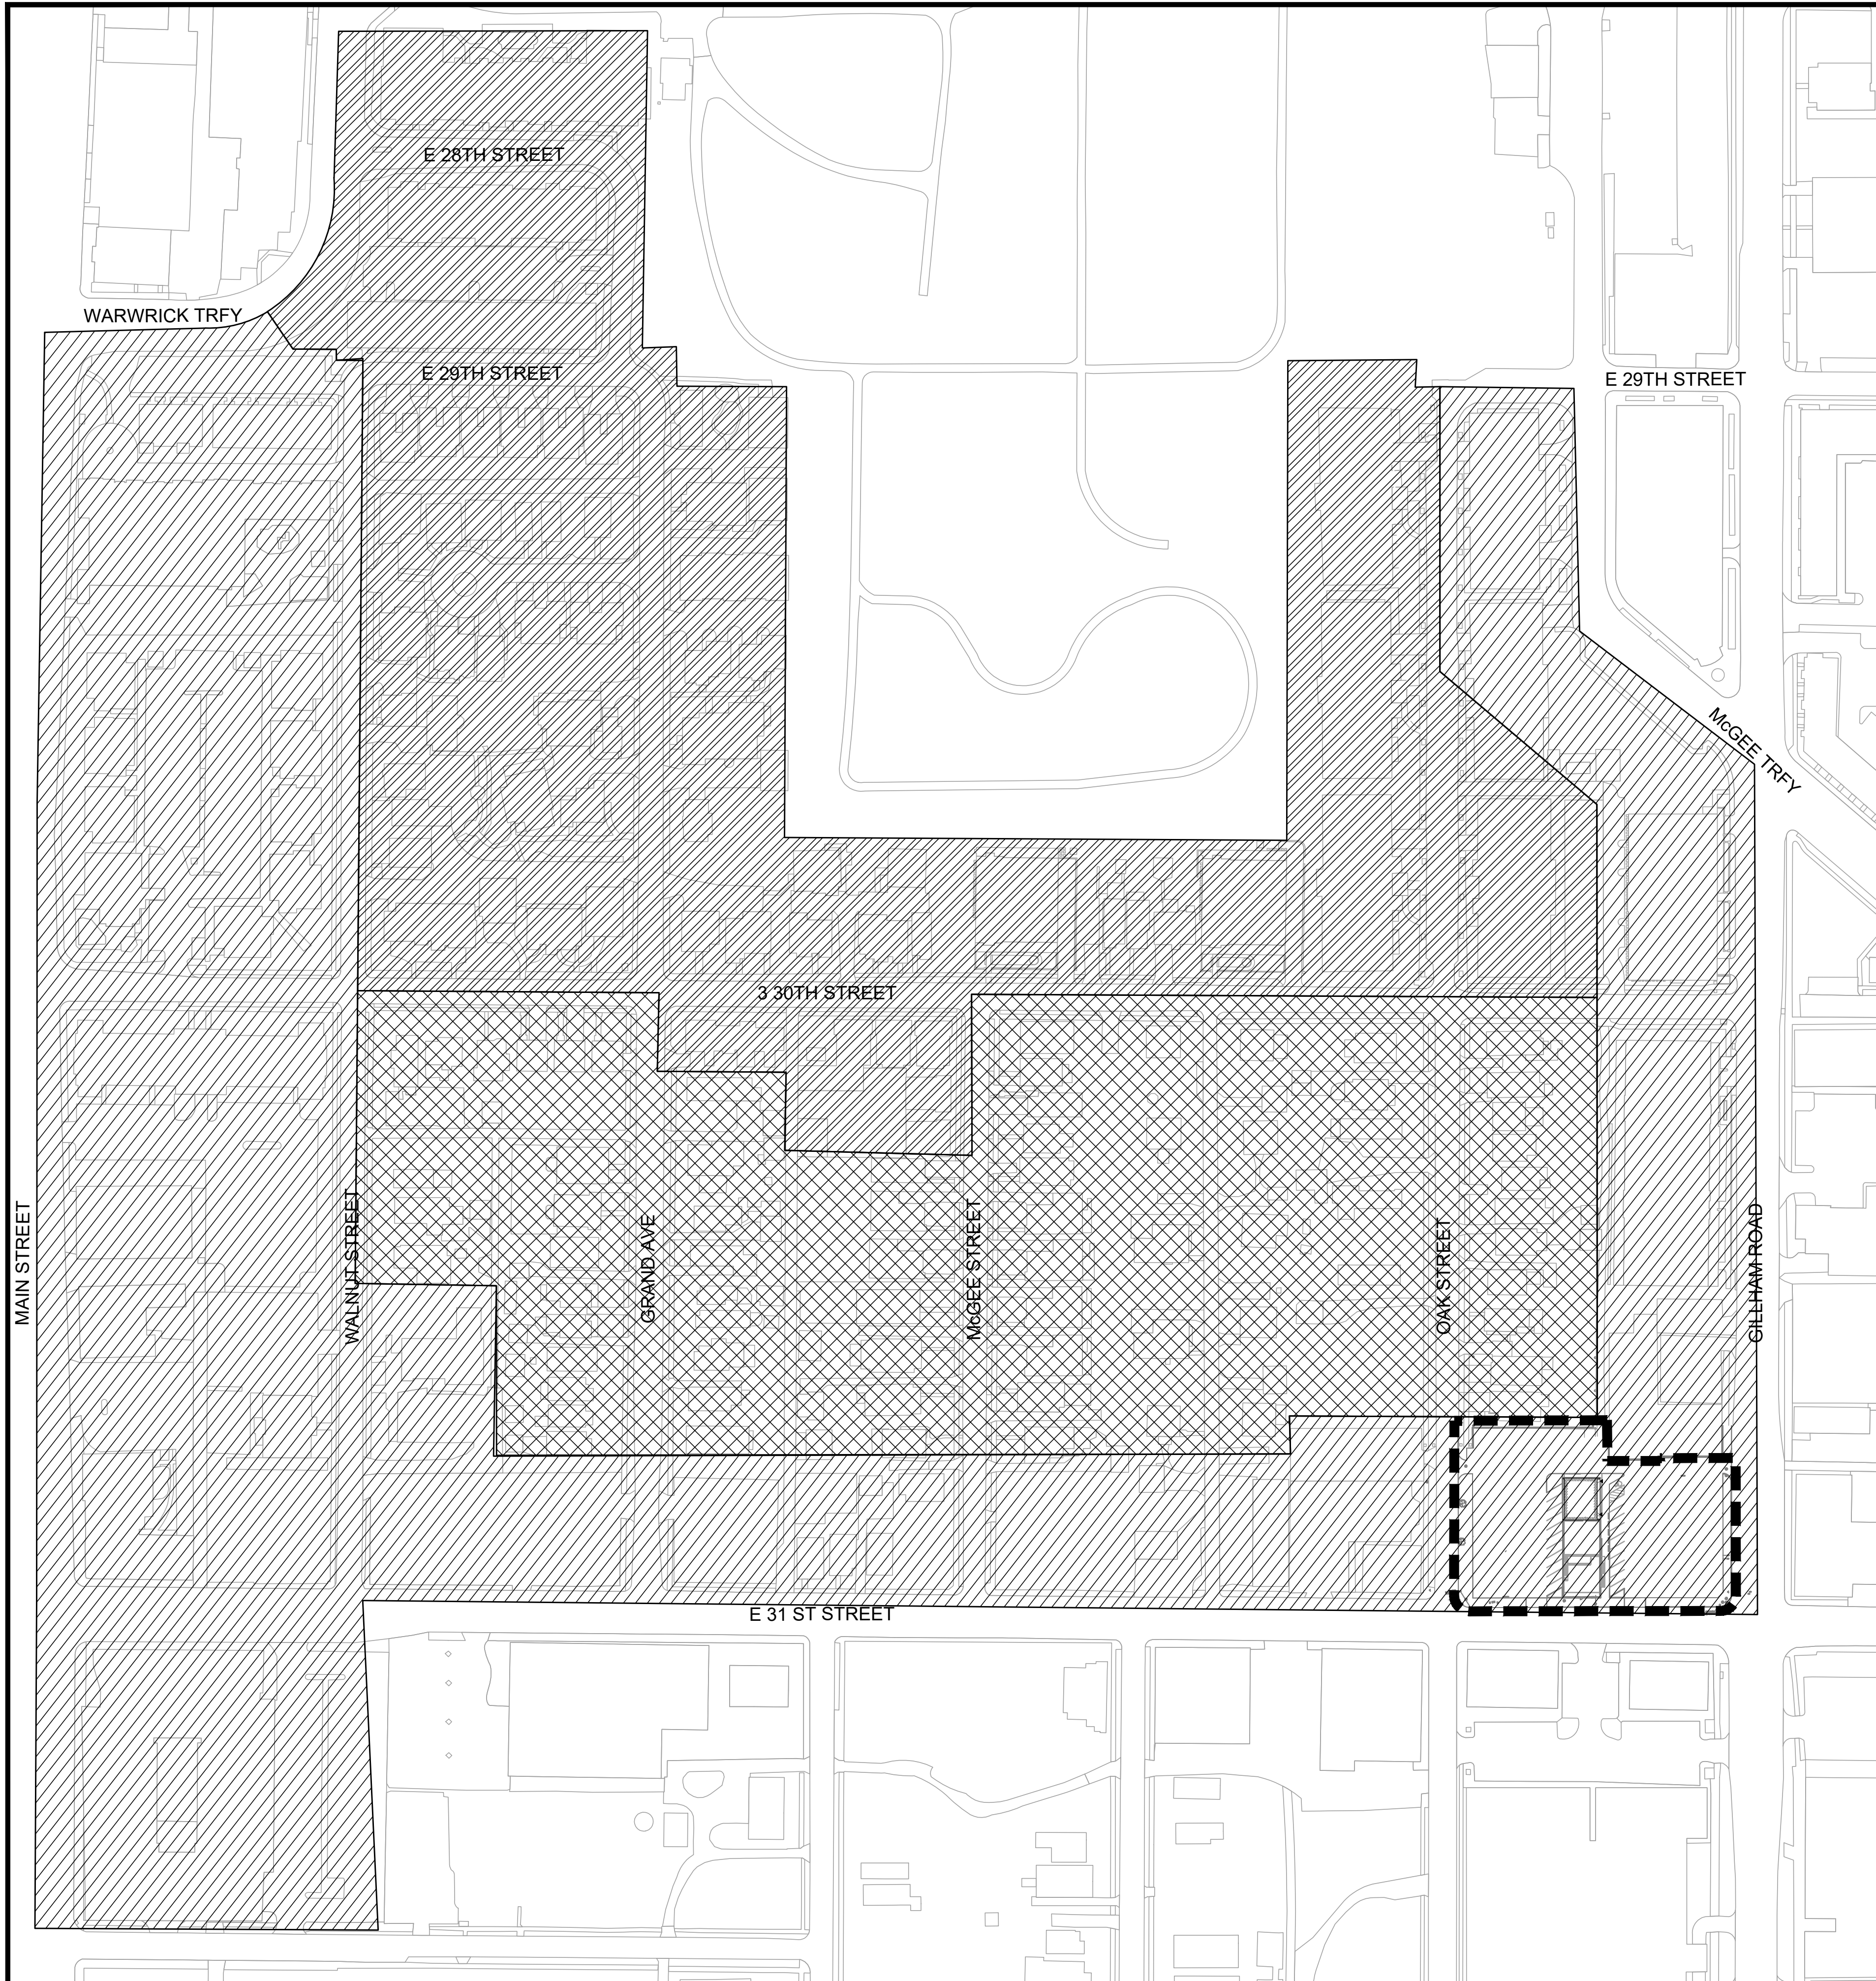 E 28TH STREET
WARWRICK TRFY
E 29TH STREET
E 29TH STREET
McGEE TRFY
3 30TH STREET
MAIN STREET
WALNUT STREET
GRAND AVE
McGEE STREET
OAK STREET
GILLHAM ROAD
E 31 ST STREET